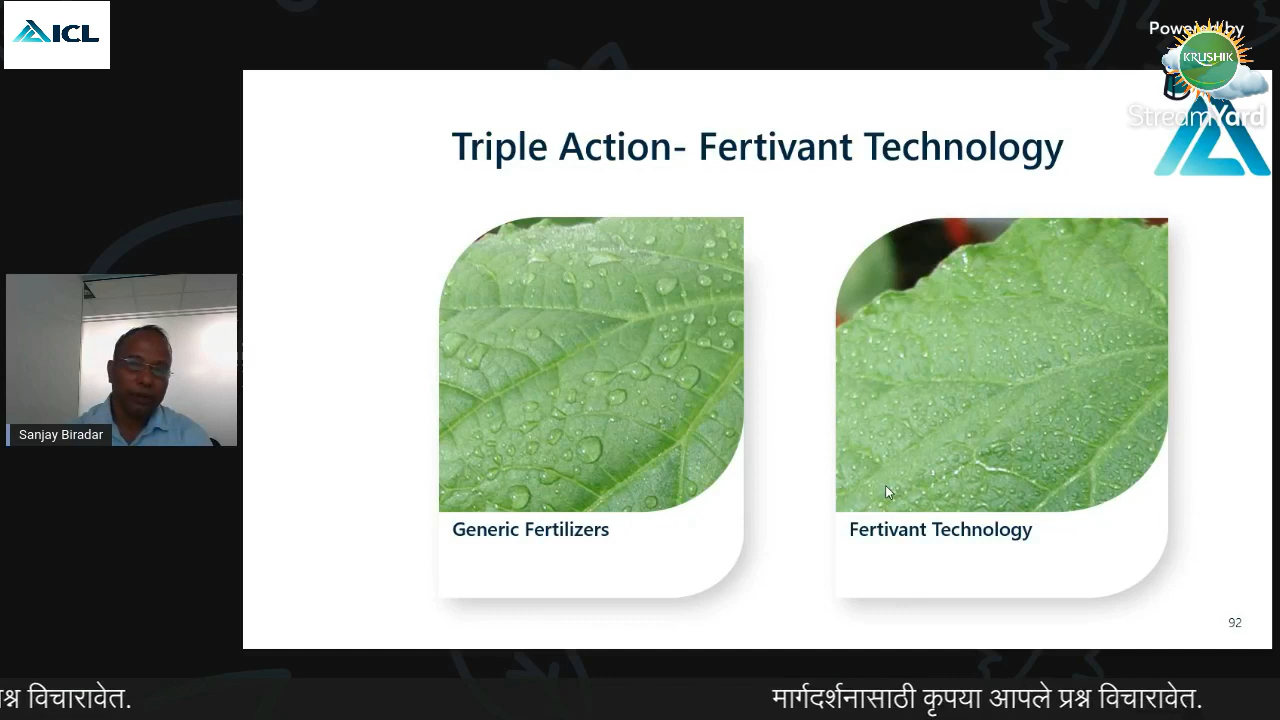 ICL
Powered by
KRUSHIK
StreamYard
Triple Action- Fertivant Technology
Generic Fertilizers
Fertivant Technology
Sanjay Biradar
92
प्रश्न विचारावेत.
मार्गदर्शनासाठी कृपया आपले प्रश्न विचारावेत.